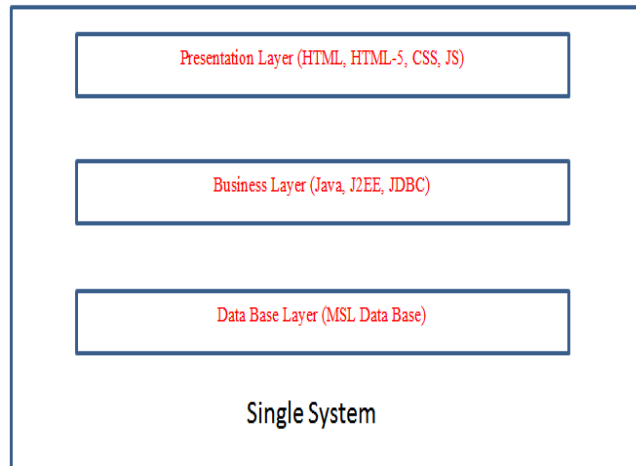 Presentation Layer (HTML, HTML-5, CSS, JS)
Business Layer (Java, J2EE, JDBC)
Data Base Layer (MSL Data Base)
Single System